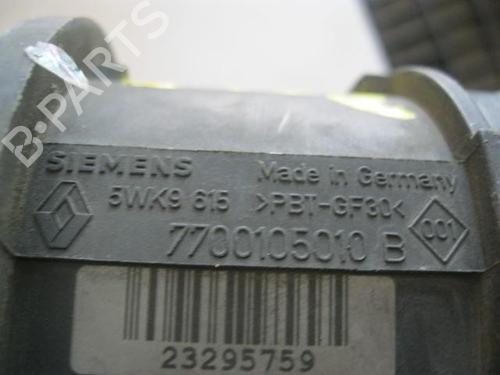 B-PARTS
SIEMENS Made in Germany
5WK9 615 >PBT-GF30<
7700105010 B 001
23295759